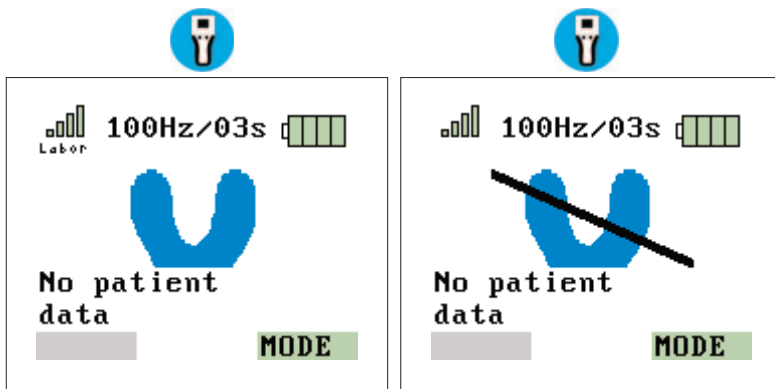 100Hz/03s
Labor
No patient
data
MODE
100Hz/03s
No patient
data
MODE